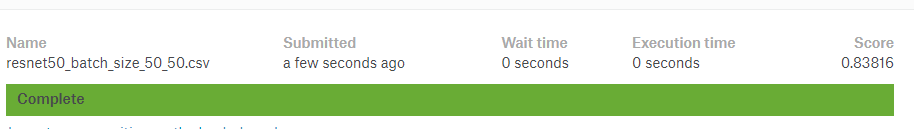 Name Submitted Wait time Execution time Score
resnet50_batch_size_50_50.csv a few seconds ago 0 seconds 0 seconds 0.83816
Complete